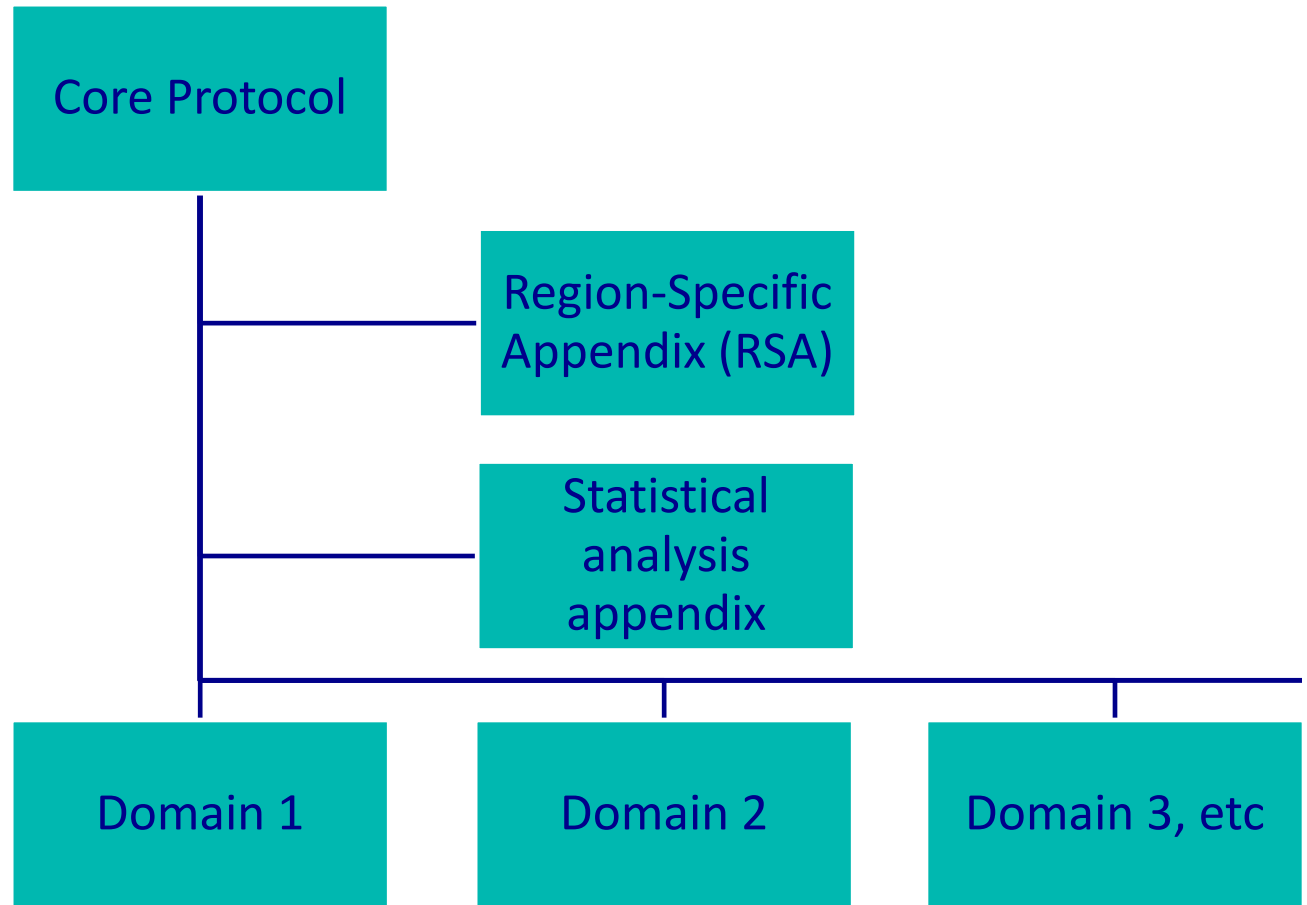 Core Protocol
Region-Specific
Appendix (RSA)
Statistical
analysis
appendix
Domain 1
Domain 2
Domain 3, etc